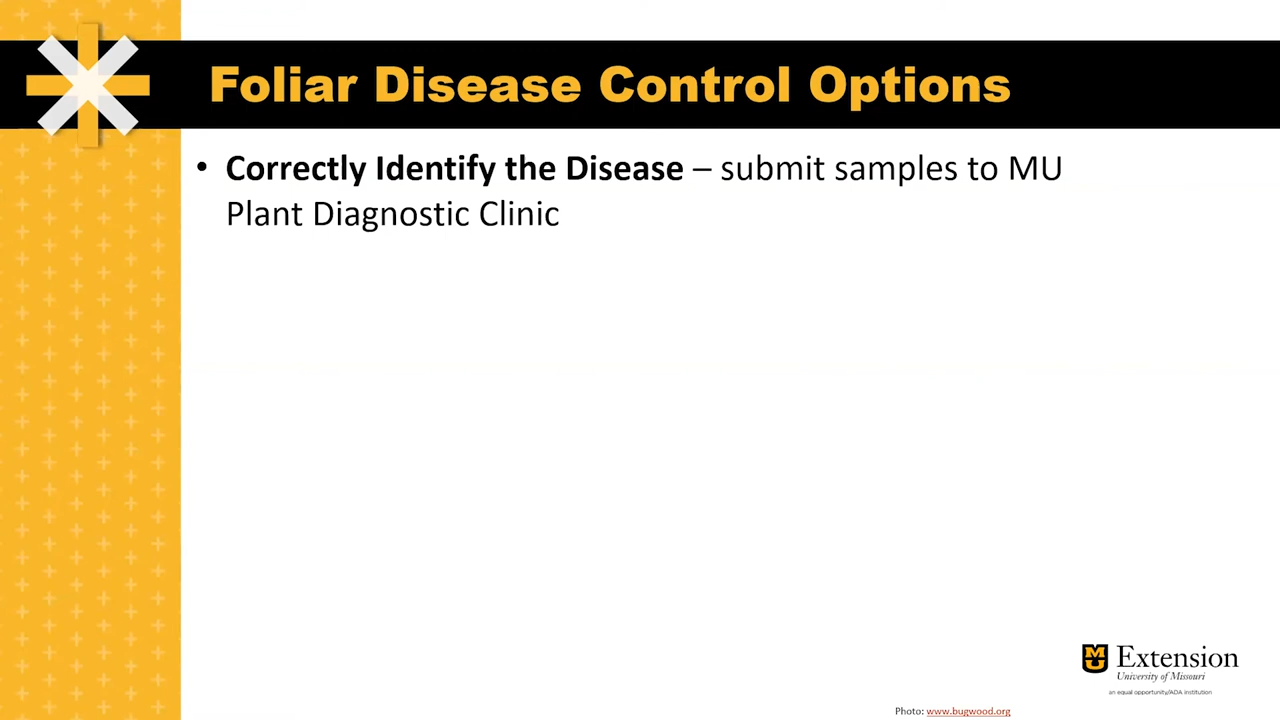 Foliar Disease Control Options
• Correctly Identify the Disease – submit samples to MU
Plant Diagnostic Clinic
MU Extension
University of Missouri
an equal opportunity/ADA institution
Photo: www.bugwood.org